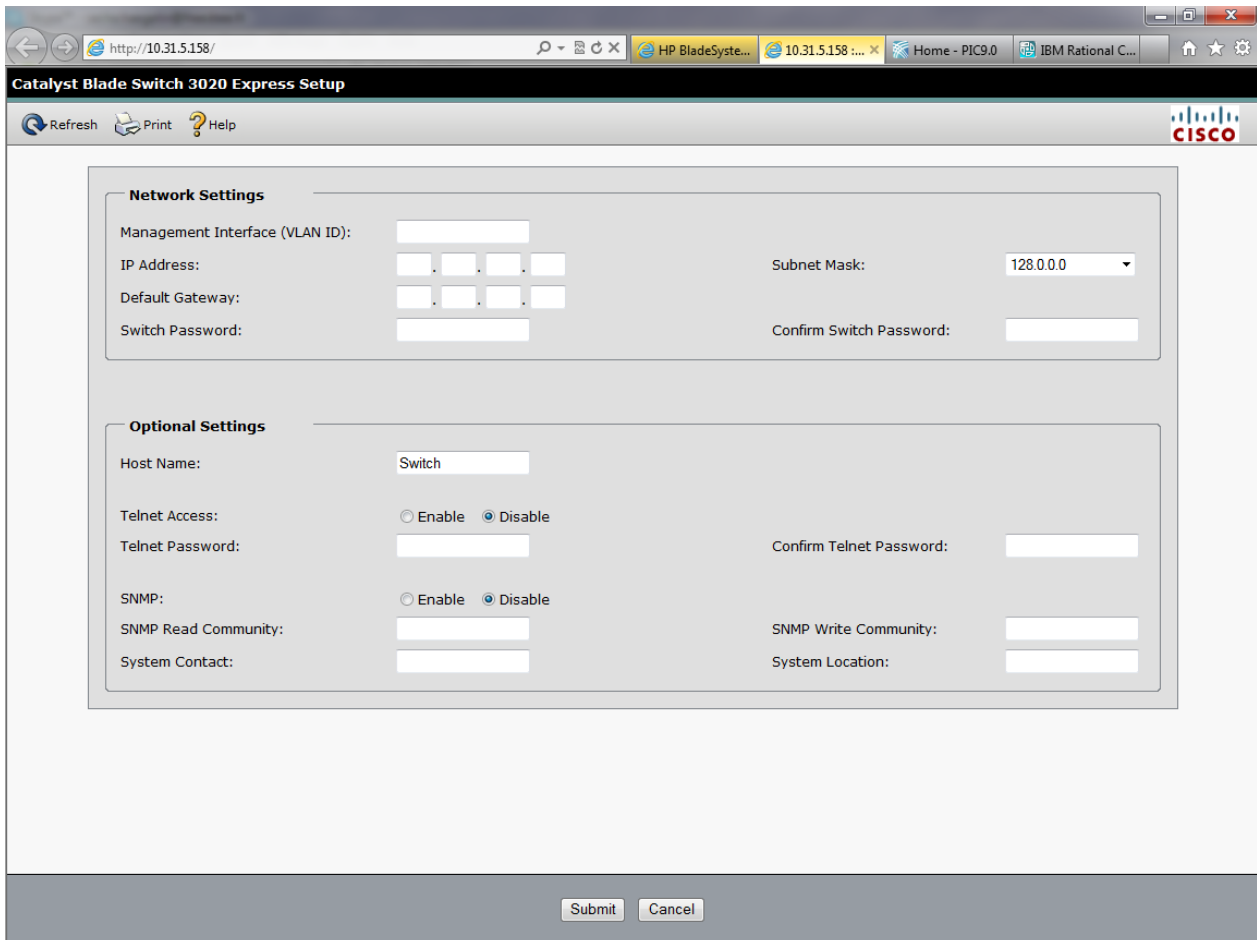 http://10.31.5.158/
HP BladeSyste...
10.31.5.158 :...
Home - PIC9.0
IBM Rational C...
Catalyst Blade Switch 3020 Express Setup
Refresh Print Help
CISCO
Network Settings
Management Interface (VLAN ID):
IP Address: . . . Subnet Mask: 128.0.0.0
Default Gateway: . . .
Switch Password: Confirm Switch Password:
Optional Settings
Host Name: Switch
Telnet Access: Enable Disable
Telnet Password: Confirm Telnet Password:
SNMP: Enable Disable
SNMP Read Community: SNMP Write Community:
System Contact: System Location:
Submit Cancel